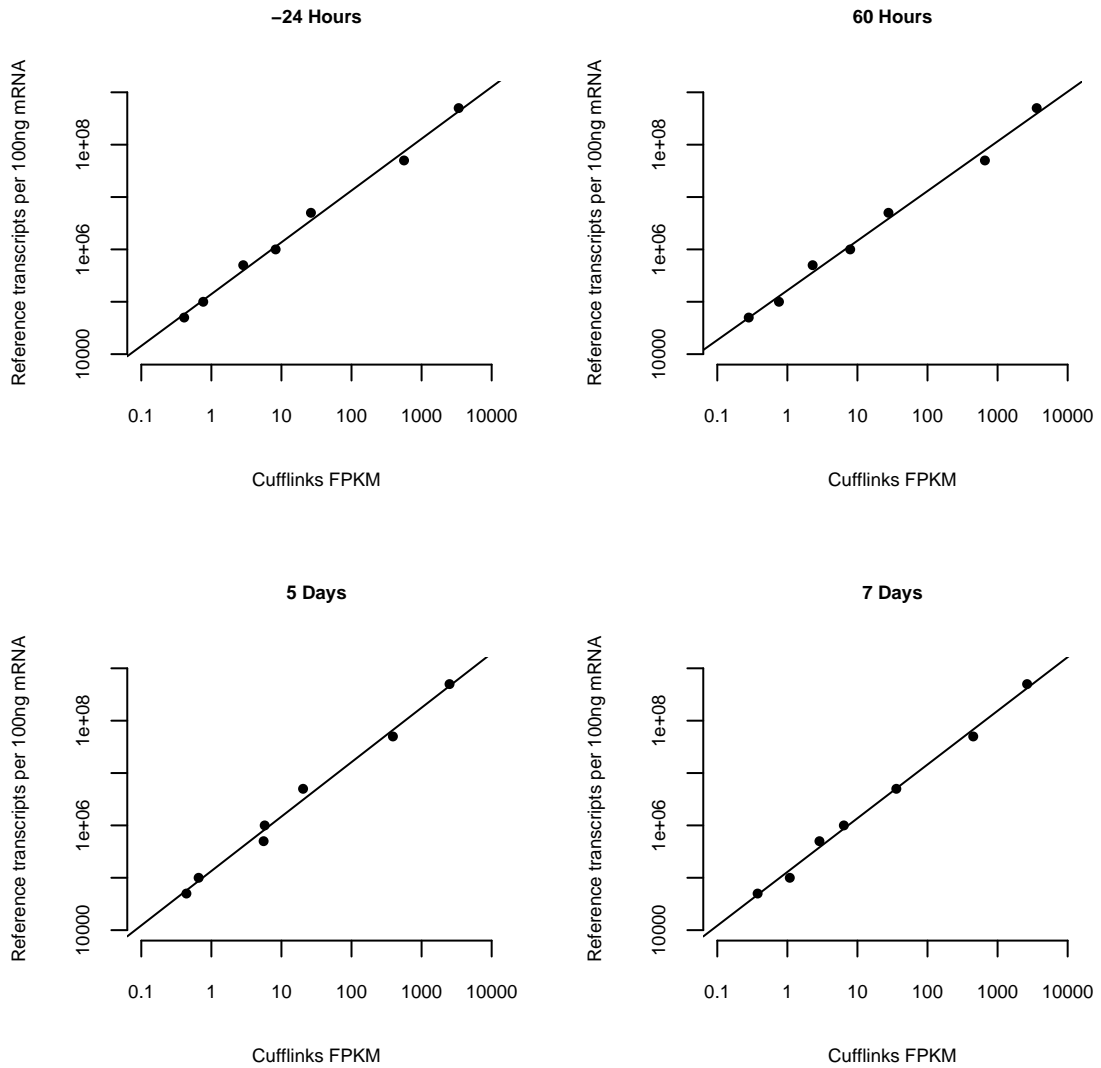 −24 Hours
Reference transcripts per 100ng mRNA
1e+08
1e+06
10000
0.1 1 10 100 1000 10000
Cufflinks FPKM
60 Hours
Reference transcripts per 100ng mRNA
1e+08
1e+06
10000
0.1 1 10 100 1000 10000
Cufflinks FPKM
5 Days
Reference transcripts per 100ng mRNA
1e+08
1e+06
10000
0.1 1 10 100 1000 10000
Cufflinks FPKM
7 Days
Reference transcripts per 100ng mRNA
1e+08
1e+06
10000
0.1 1 10 100 1000 10000
Cufflinks FPKM